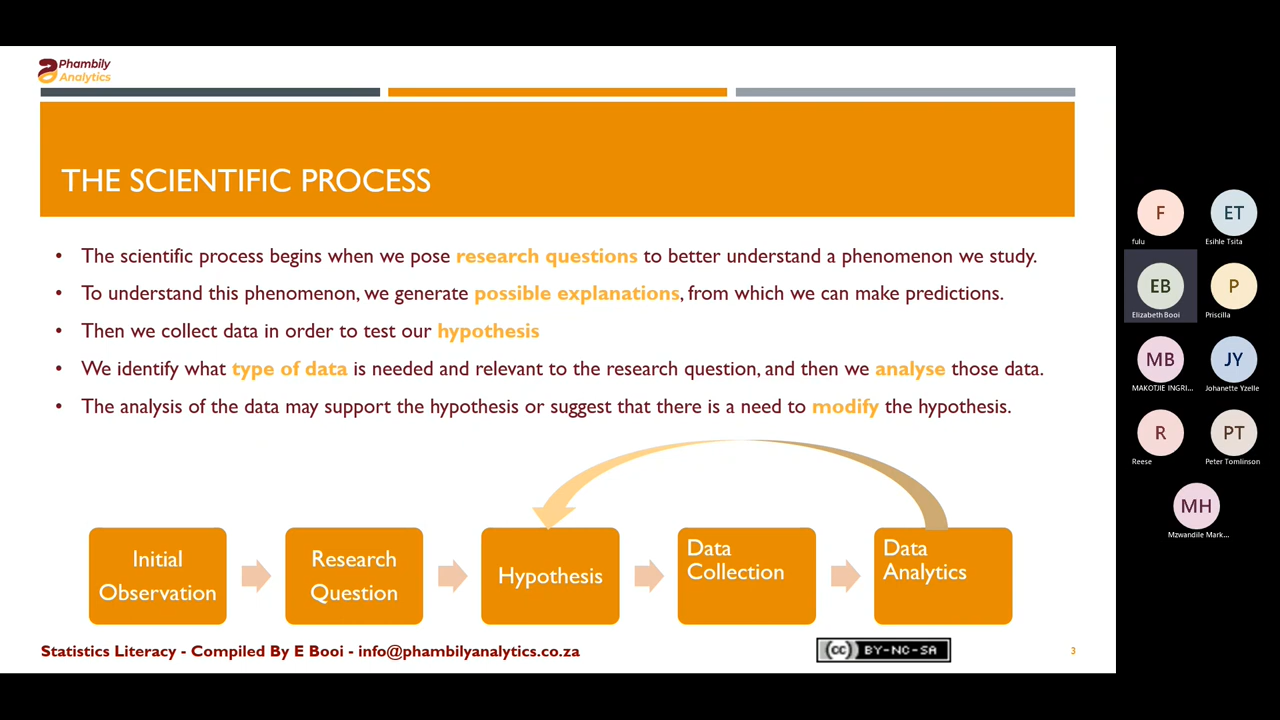 Phambily
Analytics
THE SCIENTIFIC PROCESS
• The scientific process begins when we pose research questions to better understand a phenomenon we study.
• To understand this phenomenon, we generate possible explanations, from which we can make predictions.
• Then we collect data in order to test our hypothesis
• We identify what type of data is needed and relevant to the research question, and then we analyse those data.
• The analysis of the data may support the hypothesis or suggest that there is a need to modify the hypothesis.
Initial
Observation
Research
Question
Hypothesis
Data
Collection
Data
Analytics
Statistics Literacy - Compiled By E Booi - info@phambilyanalytics.co.za
cc BY-NC-SA
3
F
fulu
ET
Esihle Tsita
EB
Elizabeth Booi
P
Priscilla
MB
MAKOTJIE INGRI...
JY
Johanette Yzelle
R
Reese
PT
Peter Tomlinson
MH
Mzwandile Mark...